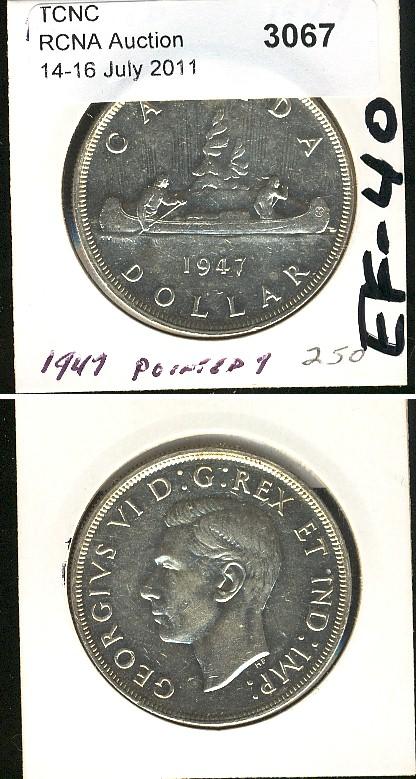 TCNC
RCNA Auction
14-16 July 2011
3067
CANADA
1947
DOLLAR
EF-40
1947 POINTED 7
250
GEORGIVS VI D:G:REX ET IND:IMP:
HP